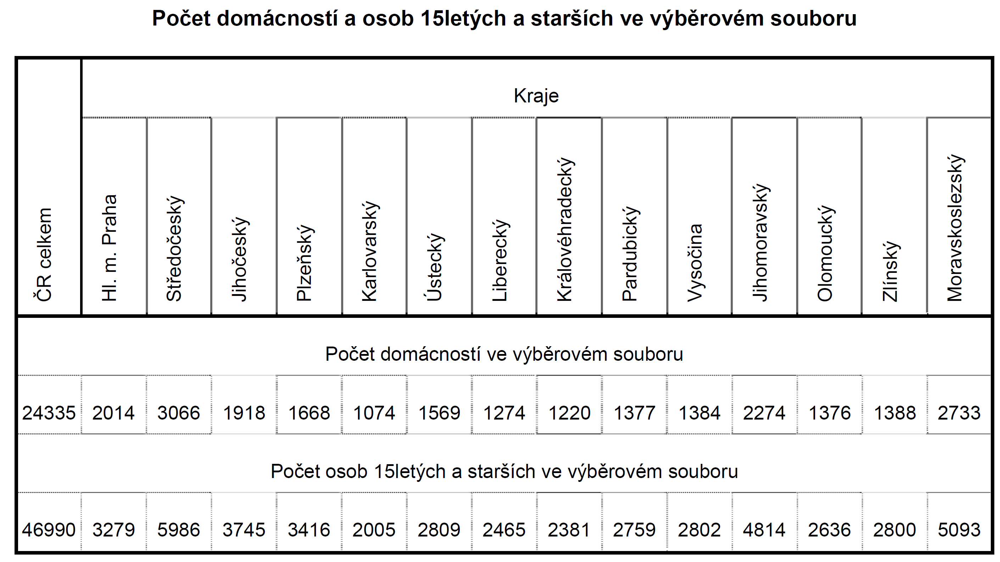 Počet domácností a osob 15letých a starších ve výběrovém souboru
Kraje
ČR celkem
Hl. m. Praha
Středočeský
Jihočeský
Plzeňský
Karlovarský
Ústecký
Liberecký
Královéhradecký
Pardubický
Vysočina
Jihomoravský
Olomoucký
Zlínský
Moravskoslezský
Počet domácností ve výběrovém souboru
24335 2014 3066 1918 1668 1074 1569 1274 1220 1377 1384 2274 1376 1388 2733
Počet osob 15letých a starších ve výběrovém souboru
46990 3279 5986 3745 3416 2005 2809 2465 2381 2759 2802 4814 2636 2800 5093